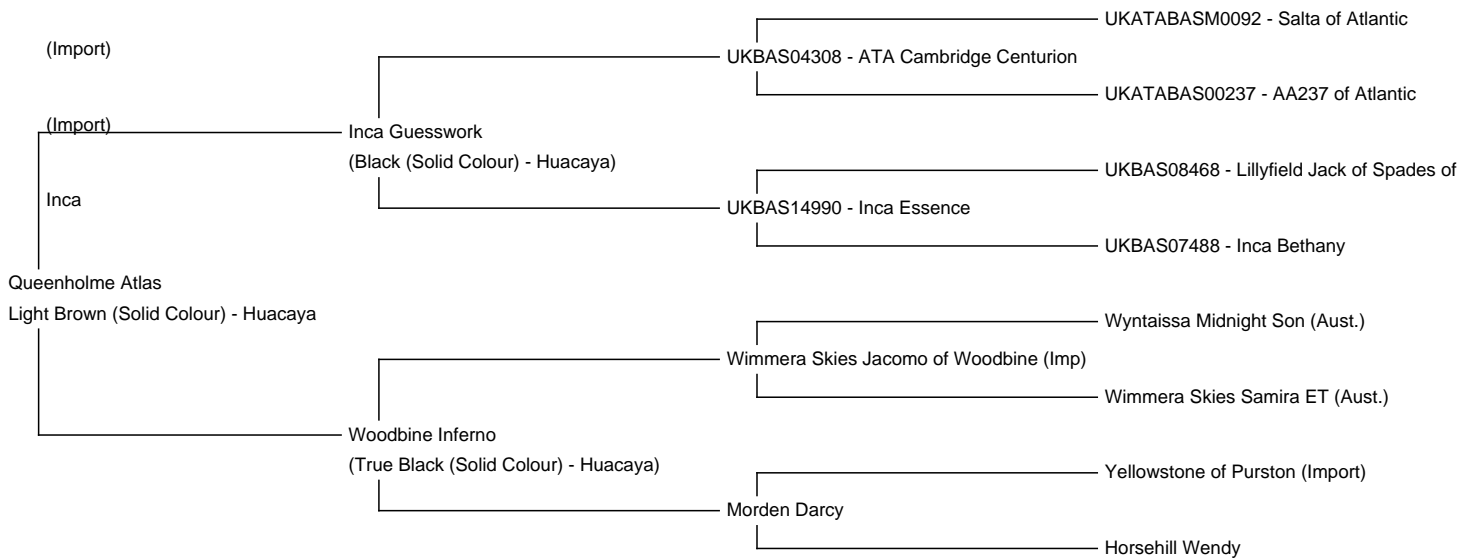 UKATABASM0092 - Salta of Atlantic
(Import)
UKBAS04308 - ATA Cambridge Centurion
UKATABAS00237 - AA237 of Atlantic
(Import)
Inca Guesswork
(Black (Solid Colour) - Huacaya)
UKBAS08468 - Lillyfield Jack of Spades of
Inca
UKBAS14990 - Inca Essence
UKBAS07488 - Inca Bethany
Queenholme Atlas
Light Brown (Solid Colour) - Huacaya
Wyntaissa Midnight Son (Aust.)
Wimmera Skies Jacomo of Woodbine (Imp)
Wimmera Skies Samira ET (Aust.)
Woodbine Inferno
(True Black (Solid Colour) - Huacaya)
Yellowstone of Purston (Import)
Morden Darcy
Horsehill Wendy